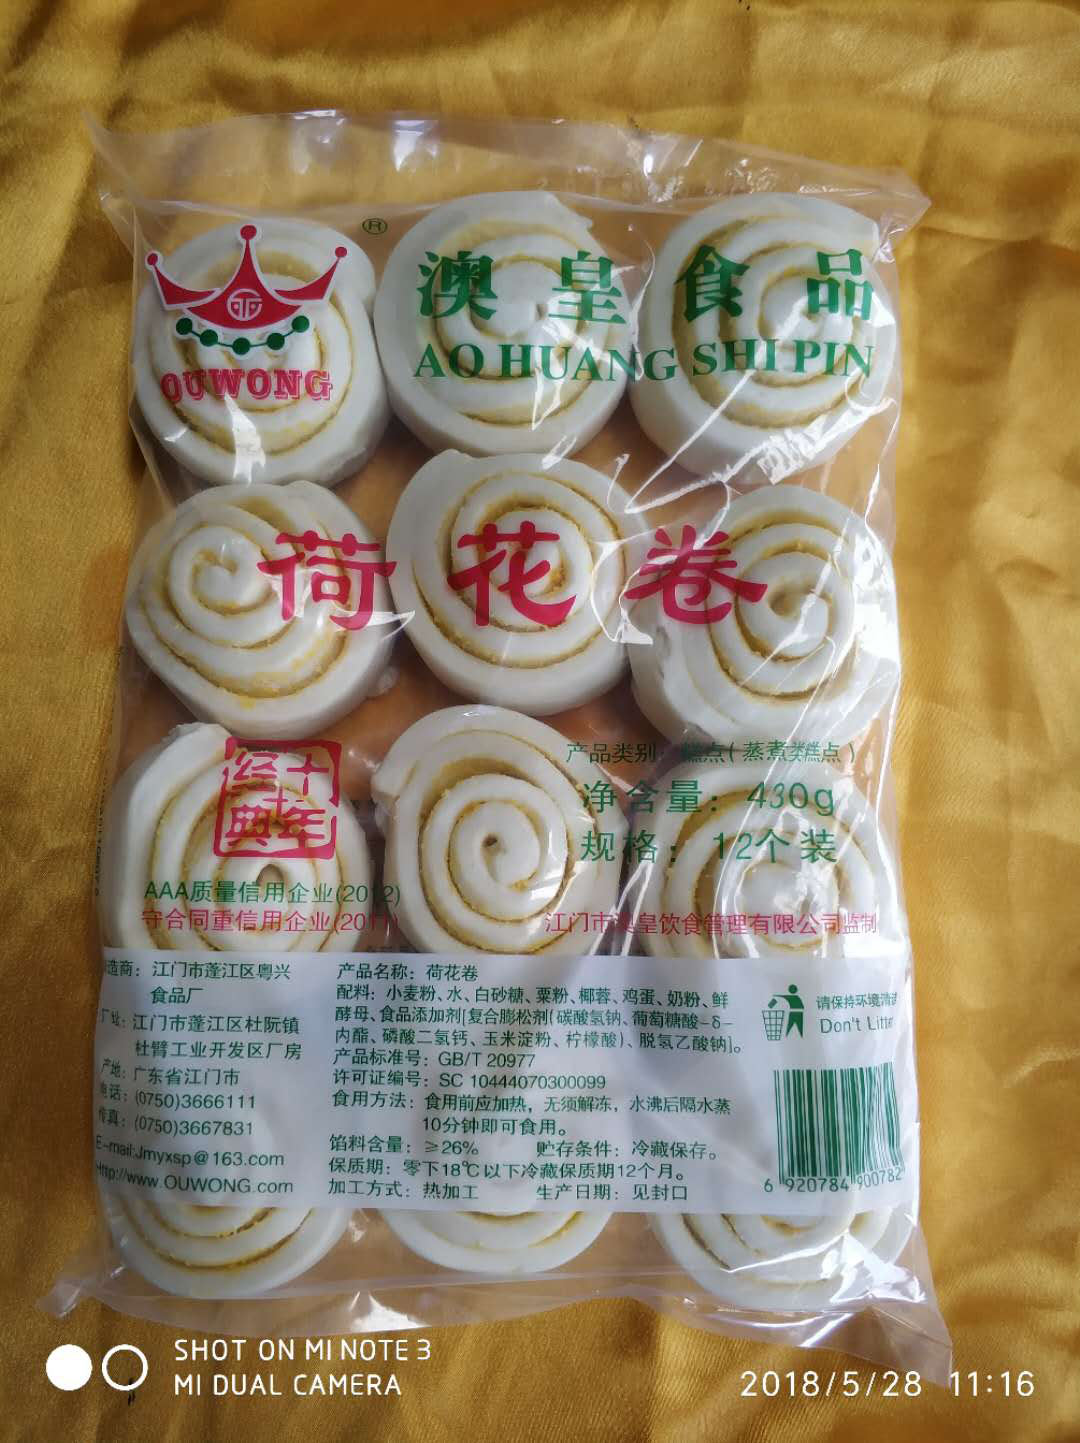 ®
澳皇食品
AO HUANG SHI PIN
OUWONG
荷花卷
十年
经典
产品类别：糕点(蒸煮类糕点)
净含量：430g
规格：12个装
AAA质量信用企业(2012)
守合同重信用企业(2011)
江门市澳皇饮食管理有限公司监制
造商：江门市蓬江区粤兴
食品厂
厂址：江门市蓬江区杜阮镇
杜臂工业开发区厂房
产地：广东省江门市
电话：(0750)3666111
传真：(0750)3667831
E-mail:Jmyxsp@163.com
Http://www.OUWONG.com
产品名称：荷花卷
配料：小麦粉、水、白砂糖、粟粉、椰蓉、鸡蛋、奶粉、鲜
酵母、食品添加剂[复合膨松剂(碳酸氢钠、葡萄糖酸-δ-
内酯、磷酸二氢钙、玉米淀粉、柠檬酸)、脱氢乙酸钠]。
产品标准号：GB/T 20977
许可证编号：SC 10444070300099
食用方法：食用前应加热，无须解冻，水沸后隔水蒸
10分钟即可食用。
馅料含量：≥26% 贮存条件：冷藏保存。
保质期：零下18℃以下冷藏保质期12个月。
加工方式：热加工 生产日期：见封口
请保持环境清洁
Don't Litter
6 920784 900782
SHOT ON MI NOTE 3
MI DUAL CAMERA
2018/5/28 11:16